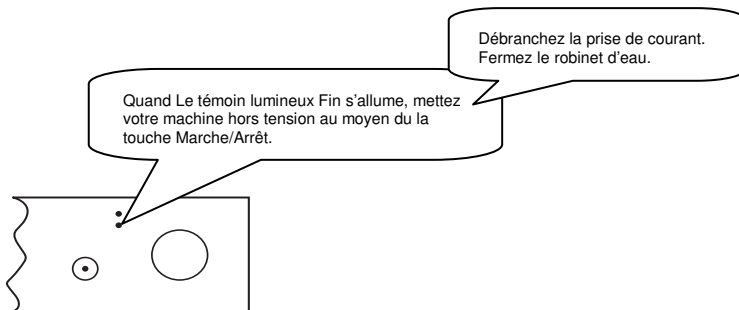 Débranchez la prise de courant.
Fermez le robinet d'eau.
Quand Le témoin lumineux Fin s'allume, mettez
votre machine hors tension au moyen du la
touche Marche/Arrêt.